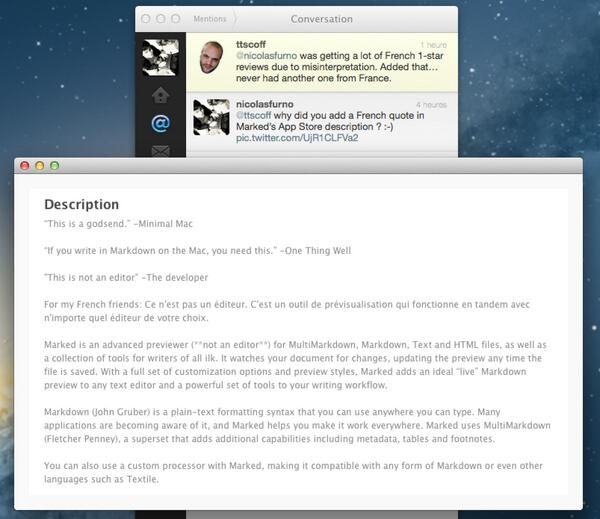 Mentions
Conversation
ttscoff
1 heure
@nicolasfurno was getting a lot of French 1-star
reviews due to misinterpretation. Added that...
never had another one from France.
nicolasfurno
4 heures
@ttscoff why did you add a French quote in
Marked's App Store description ? :-)
pic.twitter.com/UjR1CLFVa2
Description
"This is a godsend." -Minimal Mac
"If you write in Markdown on the Mac, you need this." -One Thing Well
"This is not an editor" -The developer
For my French friends: Ce n'est pas un éditeur. C'est un outil de prévisualisation qui fonctionne en tandem avec
n'importe quel éditeur de votre choix.
Marked is an advanced previewer (**not an editor**) for MultiMarkdown, Markdown, Text and HTML files, as well as
a collection of tools for writers of all ilk. It watches your document for changes, updating the preview any time the
file is saved. With a full set of customization options and preview styles, Marked adds an ideal "live" Markdown
preview to any text editor and a powerful set of tools to your writing workflow.
Markdown (John Gruber) is a plain-text formatting syntax that you can use anywhere you can type. Many
applications are becoming aware of it, and Marked helps you make it work everywhere. Marked uses MultiMarkdown
(Fletcher Penney), a superset that adds additional capabilities including metadata, tables and footnotes.
You can also use a custom processor with Marked, making it compatible with any form of Markdown or even other
languages such as Textile.